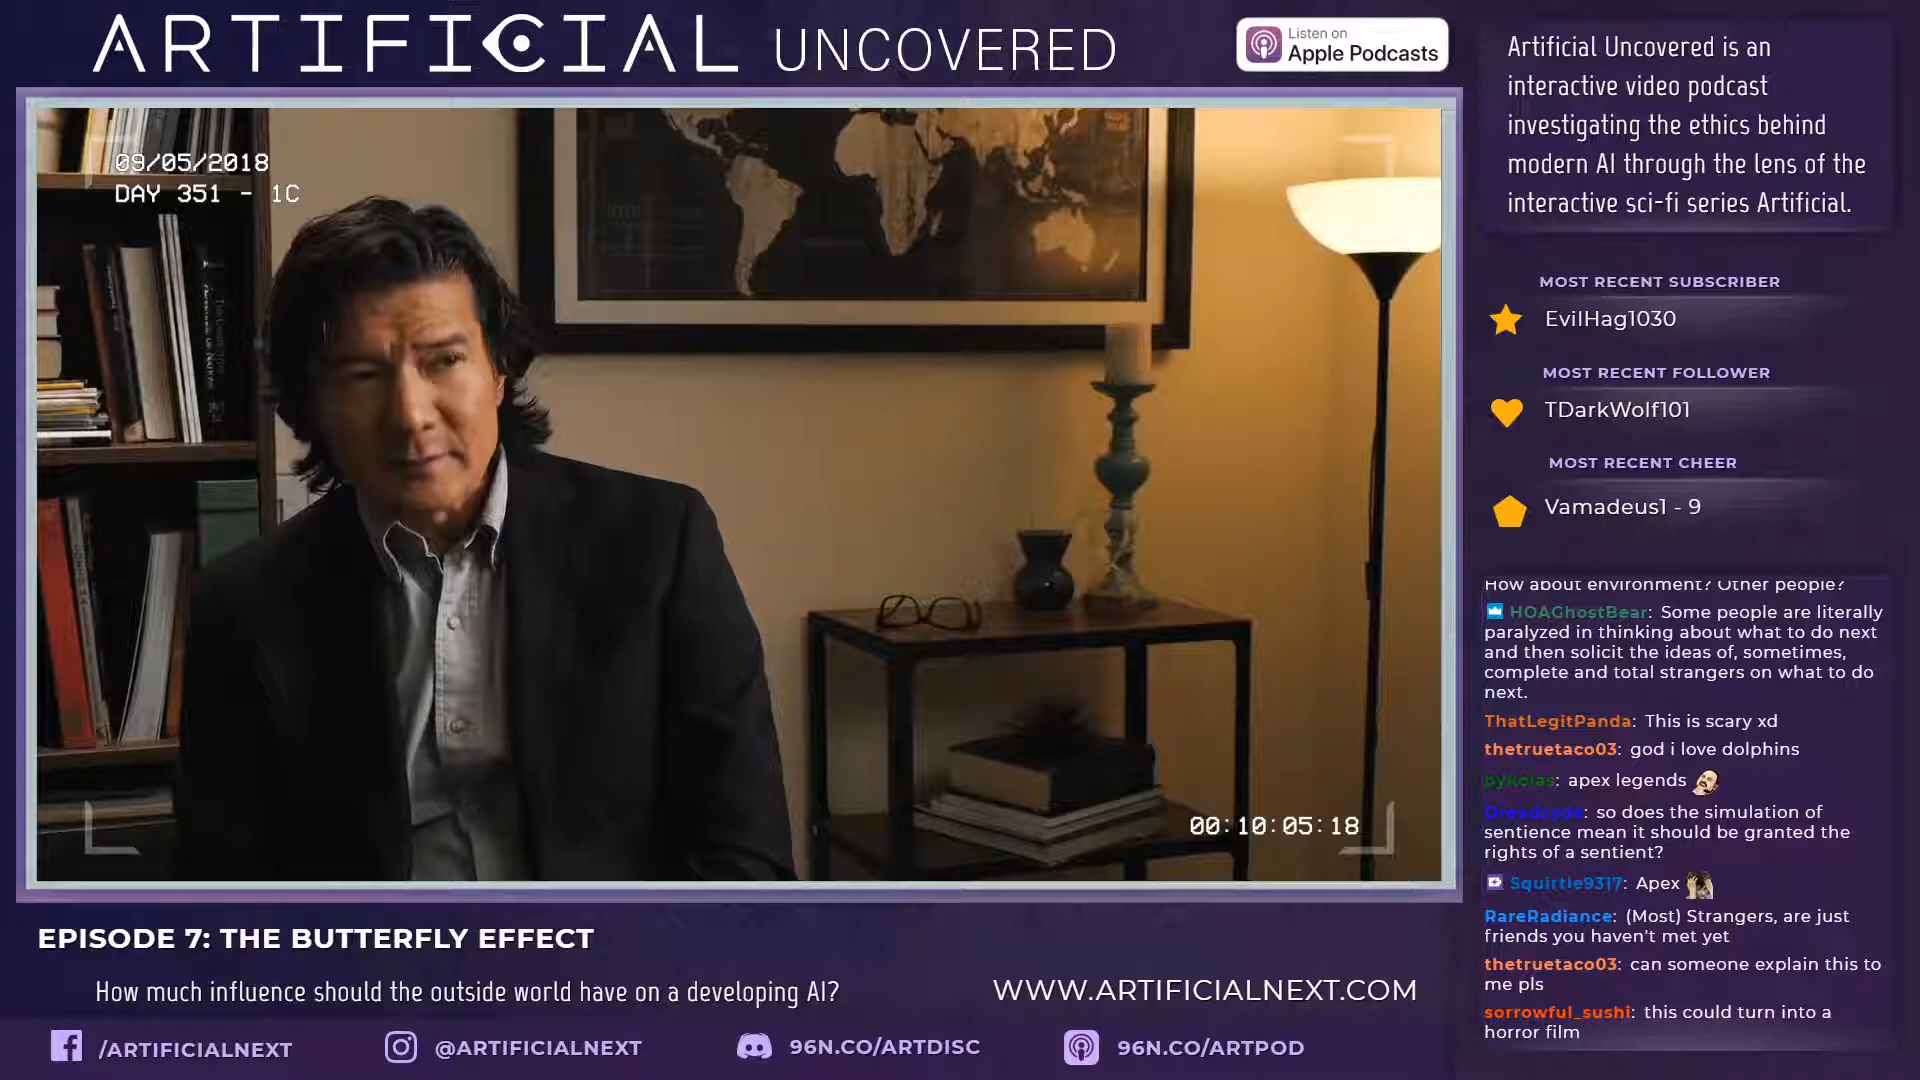 ARTIFICIAL UNCOVERED
Listen on
Apple Podcasts
09/05/2018
DAY 351 - 1C
00:10:05:18
EPISODE 7: THE BUTTERFLY EFFECT
How much influence should the outside world have on a developing AI?
WWW.ARTIFICIALNEXT.COM
/ARTIFICIALNEXT
@ARTIFICIALNEXT
96N.CO/ARTDISC
96N.CO/ARTPOD
Artificial Uncovered is an
interactive video podcast
investigating the ethics behind
modern AI through the lens of the
interactive sci-fi series Artificial.
MOST RECENT SUBSCRIBER
EvilHag1030
MOST RECENT FOLLOWER
TDarkWolf101
MOST RECENT CHEER
Vamadeus1 - 9
How about environment? Other people?
HOAGhostBear: Some people are literally
paralyzed in thinking about what to do next
and then solicit the ideas of, sometimes,
complete and total strangers on what to do
next.
ThatLegitPanda: This is scary xd
thetruetaco03: god i love dolphins
pykolas: apex legends
Dreadcyde: so does the simulation of
sentience mean it should be granted the
rights of a sentient?
Squirtle9317: Apex
RareRadiance: (Most) Strangers, are just
friends you haven't met yet
thetruetaco03: can someone explain this to
me pls
sorrowful_sushi: this could turn into a
horror film